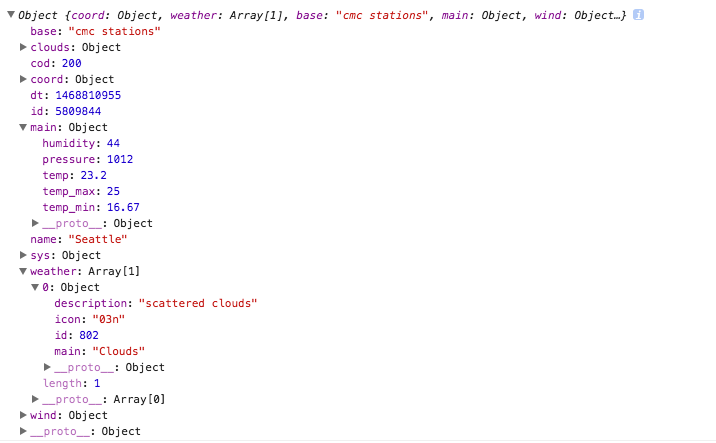 Object {coord: Object, weather: Array[1], base: "cmc stations", main: Object, wind: Object…} i
base: "cmc stations"
clouds: Object
cod: 200
coord: Object
dt: 1468810955
id: 5809844
main: Object
humidity: 44
pressure: 1012
temp: 23.2
temp_max: 25
temp_min: 16.67
__proto__: Object
name: "Seattle"
sys: Object
weather: Array[1]
0: Object
description: "scattered clouds"
icon: "03n"
id: 802
main: "Clouds"
__proto__: Object
length: 1
__proto__: Array[0]
wind: Object
__proto__: Object